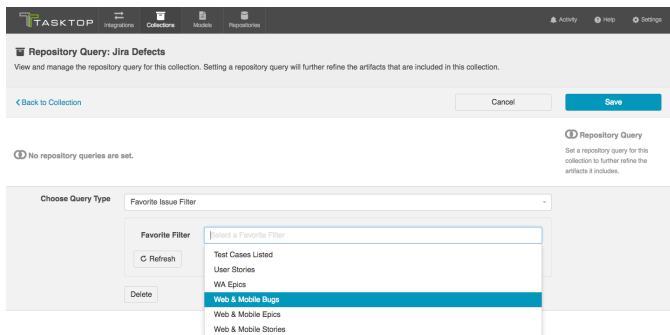 TASKTOP
Integrations
Collections
Models
Repositories
Activity
Help
Settings
Repository Query: Jira Defects
View and manage the repository query for this collection. Setting a repository query will further refine the artifacts that are included in this collection.
Back to Collection
Cancel
Save
No repository queries are set.
Repository Query
Set a repository query for this
collection to further refine the
artifacts it includes.
Choose Query Type
Favorite Issue Filter
Favorite Filter
Select a Favorite Filter
Refresh
Test Cases Listed
User Stories
WA Epics
Web & Mobile Bugs
Delete
Web & Mobile Epics
Web & Mobile Stories